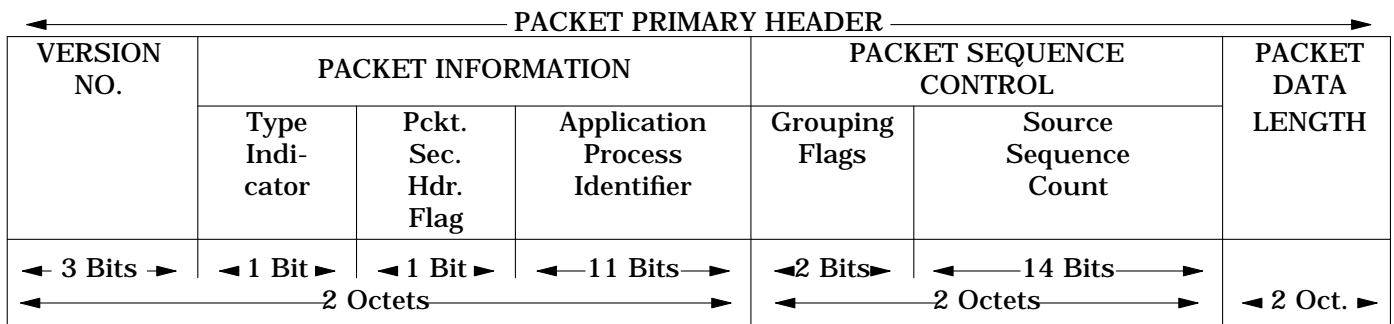 PACKET PRIMARY HEADER
VERSION
NO.
PACKET INFORMATION
PACKET SEQUENCE
CONTROL
PACKET
DATA
LENGTH
Type
Indi-
cator
Pckt.
Sec.
Hdr.
Flag
Application
Process
Identifier
Grouping
Flags
Source
Sequence
Count
3 Bits
1 Bit
1 Bit
11 Bits
2 Bits
14 Bits
2 Octets
2 Octets
2 Oct.